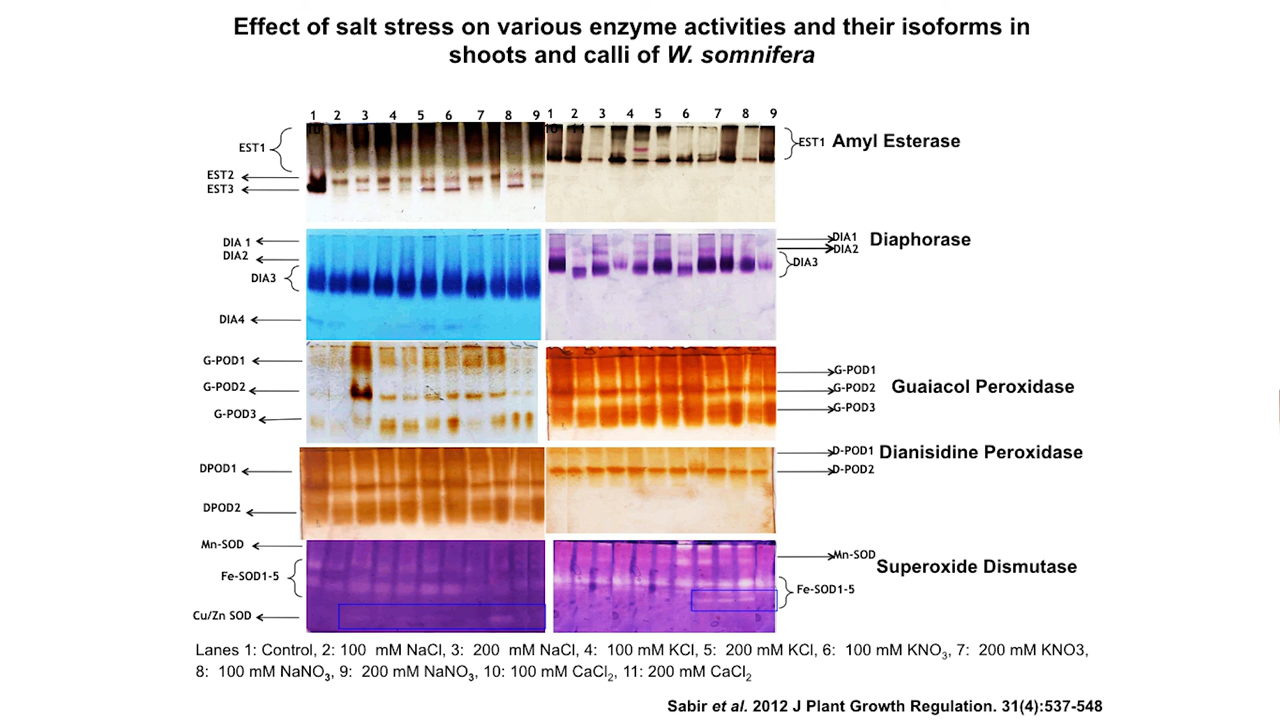 Effect of salt stress on various enzyme activities and their isoforms in
shoots and calli of W. somnifera
1 2 3 4 5 6 7 8 9
10
1 2 3 4 5 6 7 8 9
10 11
EST1
EST2
EST3
EST1
Amyl Esterase
DIA 1
DIA2
DIA3
DIA4
DIA1
DIA2
DIA3
Diaphorase
G-POD1
G-POD2
G-POD3
G-POD1
G-POD2
G-POD3
Guaiacol Peroxidase
DPOD1
DPOD2
D-POD1
D-POD2
Dianisidine Peroxidase
Mn-SOD
Fe-SOD1-5
Cu/Zn SOD
Mn-SOD
Fe-SOD1-5
Superoxide Dismutase
Lanes 1: Control, 2: 100 mM NaCl, 3: 200 mM NaCl, 4: 100 mM KCl, 5: 200 mM KCl, 6: 100 mM KNO3, 7: 200 mM KNO3,
8: 100 mM NaNO3, 9: 200 mM NaNO3, 10: 100 mM CaCl2, 11: 200 mM CaCl2
Sabir et al. 2012 J Plant Growth Regulation. 31(4):537-548